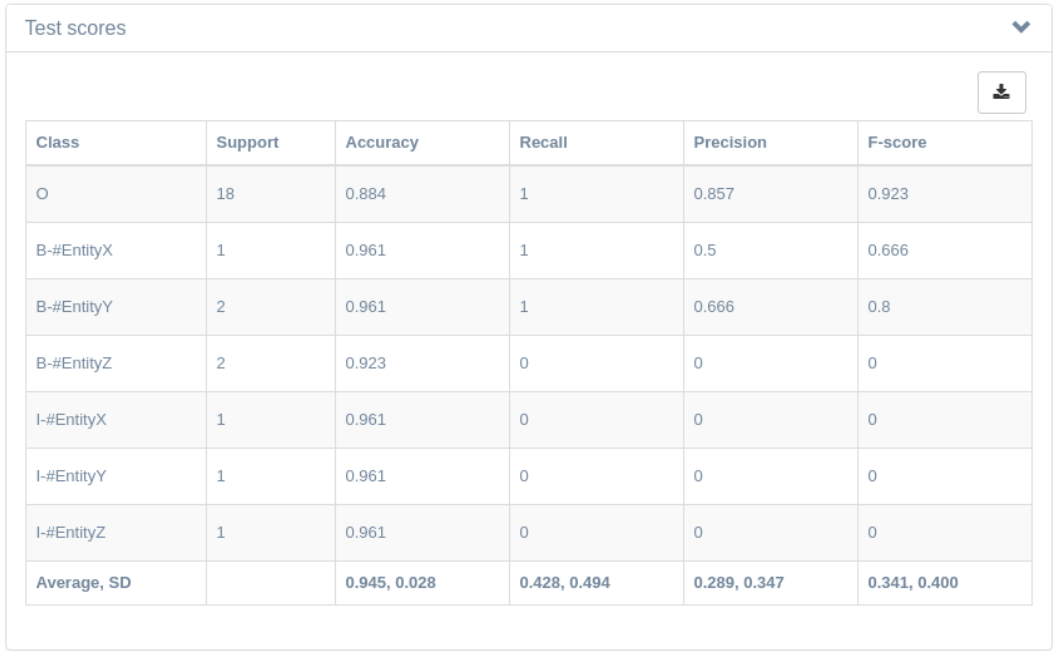 Test scores
Class Support Accuracy Recall Precision F-score
O 18 0.884 1 0.857 0.923
B-#EntityX 1 0.961 1 0.5 0.666
B-#EntityY 2 0.961 1 0.666 0.8
B-#EntityZ 2 0.923 0 0 0
I-#EntityX 1 0.961 0 0 0
I-#EntityY 1 0.961 0 0 0
I-#EntityZ 1 0.961 0 0 0
Average, SD 0.945, 0.028 0.428, 0.494 0.289, 0.347 0.341, 0.400